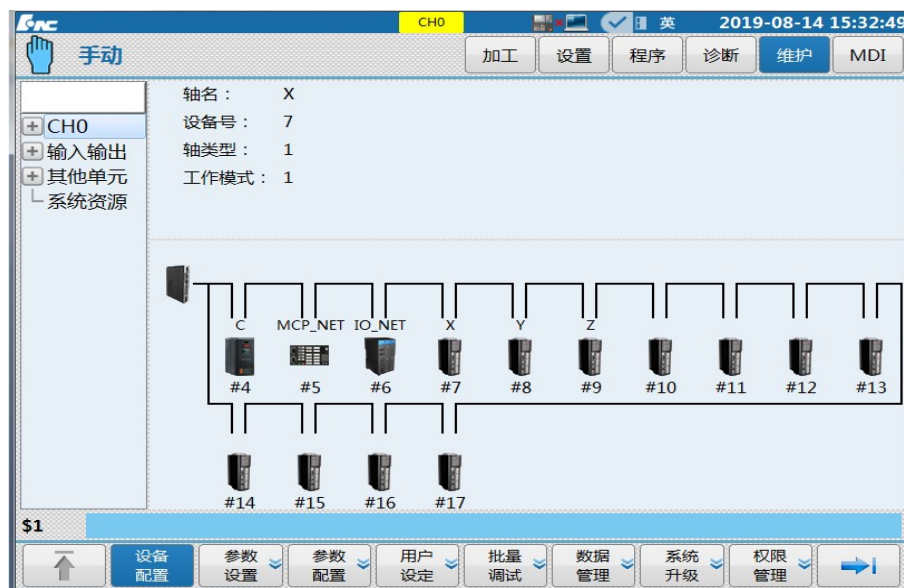 HNC CH0 英 2019-08-14 15:32:49
手动 加工 设置 程序 诊断 维护 MDI
轴名： X
设备号： 7
轴类型： 1
工作模式： 1
CH0
输入输出
其他单元
系统资源
C MCP_NET IO_NET X Y Z
#4 #5 #6 #7 #8 #9 #10 #11 #12 #13
#14 #15 #16 #17
$1
设备 参数 参数 用户 批量 数据 系统 权限
配置 设置 配置 设定 调试 管理 升级 管理